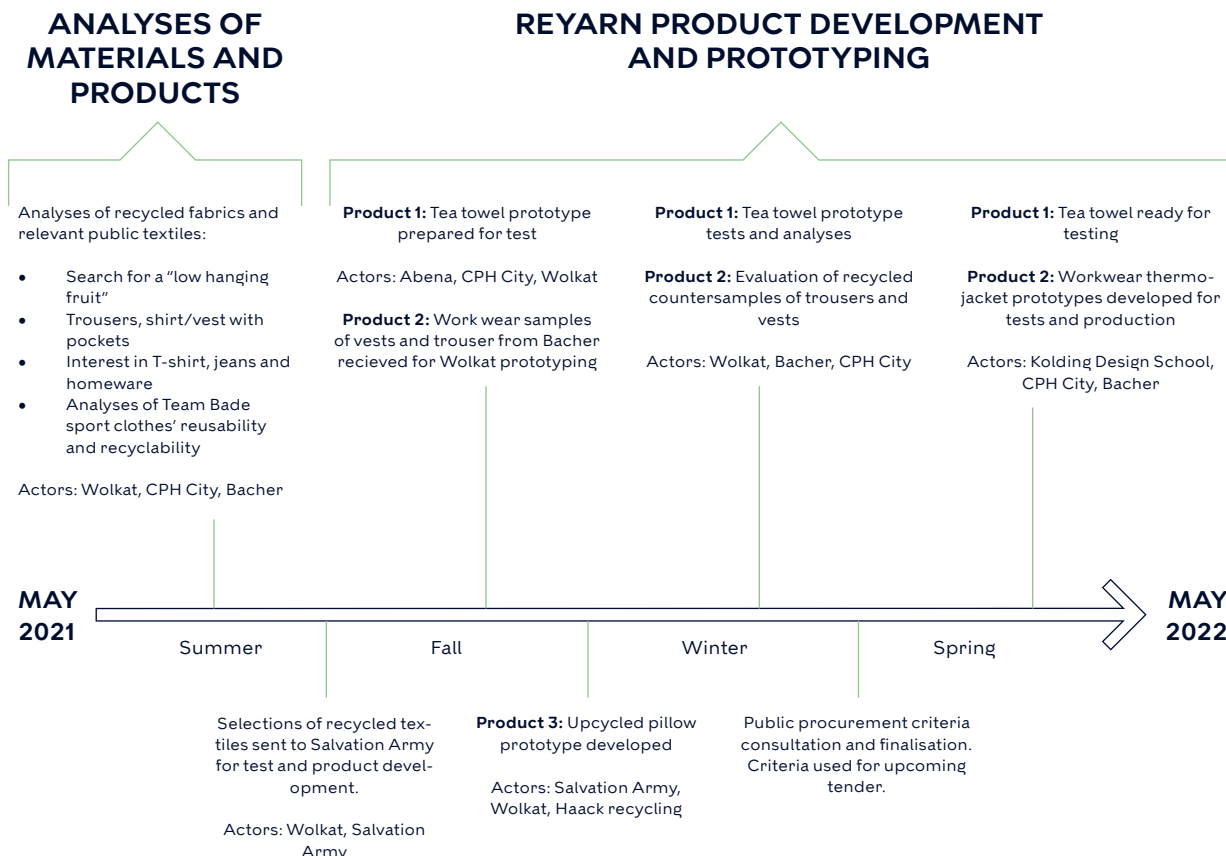 ANALYSES OF
MATERIALS AND
PRODUCTS
REYARN PRODUCT DEVELOPMENT
AND PROTOTYPING
Analyses of recycled fabrics and
relevant public textiles:
• Search for a “low hanging
fruit”
• Trousers, shirt/vest with
pockets
• Interest in T-shirt, jeans and
homeware
• Analyses of Team Bade
sport clothes’ reusability
and recyclability
Actors: Wolkat, CPH City, Bacher
Product 1: Tea towel prototype
prepared for test
Actors: Abena, CPH City, Wolkat
Product 2: Work wear samples
of vests and trouser from Bacher
recieved for Wolkat prototyping
Product 1: Tea towel prototype
tests and analyses
Product 2: Evaluation of recycled
countersamples of trousers and
vests
Actors: Wolkat, Bacher, CPH City
Product 1: Tea towel ready for
testing
Product 2: Workwear thermo-
jacket prototypes developed for
tests and production
Actors: Kolding Design School,
CPH City, Bacher
MAY
2021
Summer
Fall
Winter
Spring
MAY
2022
Selections of recycled tex-
tiles sent to Salvation Army
for test and product devel-
opment.
Actors: Wolkat, Salvation
Army
Product 3: Upcycled pillow
prototype developed
Actors: Salvation Army,
Wolkat, Haack recycling
Public procurement criteria
consultation and finalisation.
Criteria used for upcoming
tender.